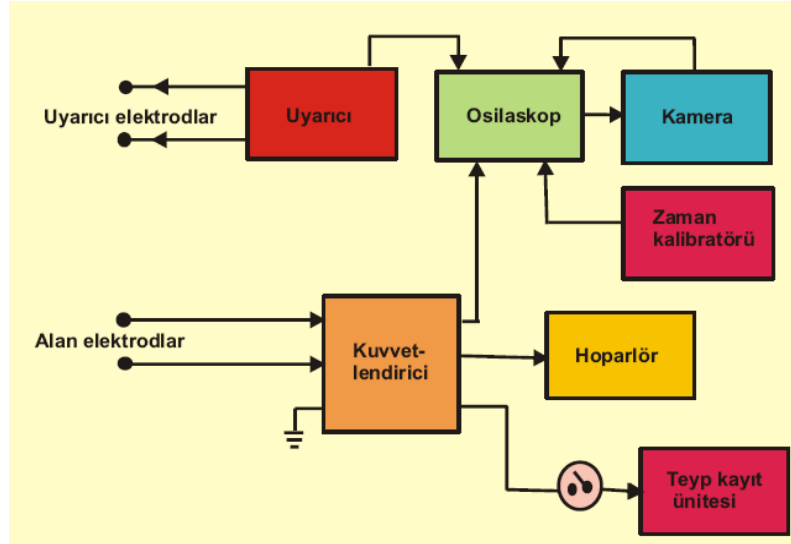 Uyarıcı elektrodlar
Uyarıcı
Osilaskop
Kamera
Zaman
kalibratörü
Alan elektrodlar
Kuvvet-
lendirici
Hoparlör
Teyp kayıt
ünitesi